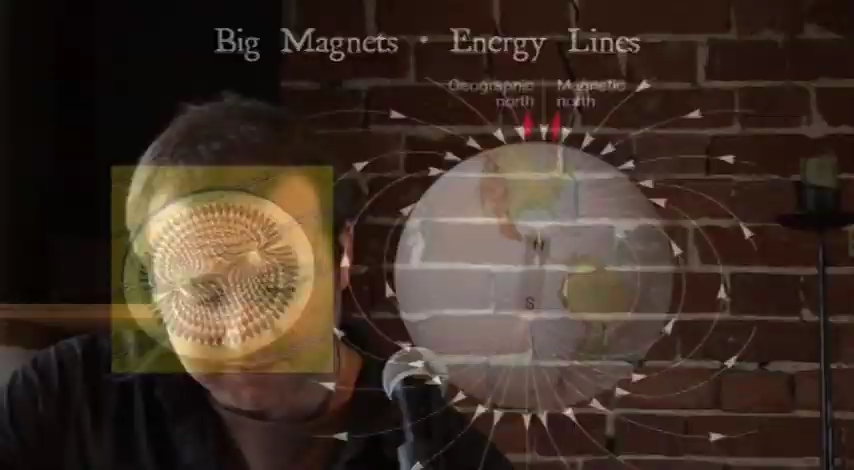 Big Magnets • Energy Lines
Geographic Magnetic
north north
N
S